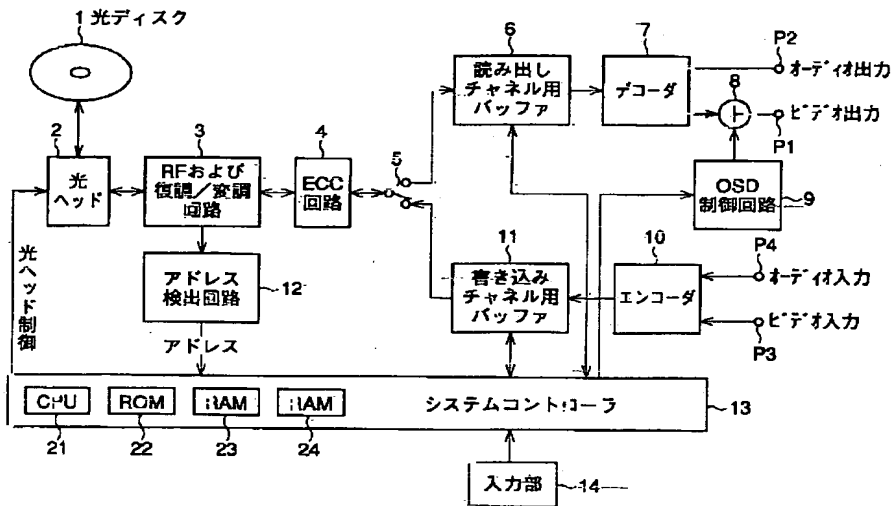 1 光ディスク
2
光
ヘッド
3
RFおよび
復調／変調
回路
4
ECC
回路
5
6
読み出し
チャネル用
バッファ
7
デコーダ
8
P2
オーディオ出力
ビデオ出力
P1
OSD
制御回路
9
光ヘッド制御
アドレス
検出回路
12
アドレス
11
書き込み
チャネル用
バッファ
10
エンコーダ
P4
オーディオ入力
ビデオ入力
P3
CPU
ROM
RAM
RAM
システムコントローラ
13
21
22
23
24
入力部
14